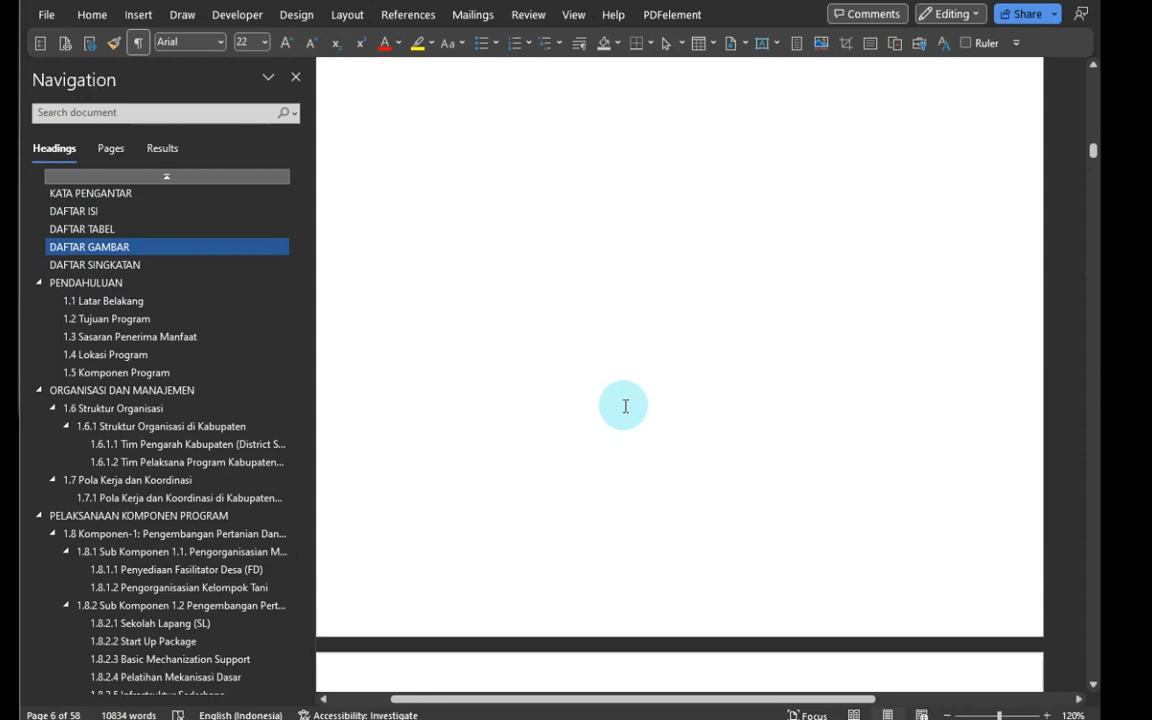 File Home Insert Draw Developer Design Layout References Mailings Review View Help PDFelement Comments Editing Share
Arial 22 Aa Ruler
Navigation
Search document
Headings Pages Results
KATA PENGANTAR
DAFTAR ISI
DAFTAR TABEL
DAFTAR GAMBAR
DAFTAR SINGKATAN
PENDAHULUAN
1.1 Latar Belakang
1.2 Tujuan Program
1.3 Sasaran Penerima Manfaat
1.4 Lokasi Program
1.5 Komponen Program
ORGANISASI DAN MANAJEMEN
1.6 Struktur Organisasi
1.6.1 Struktur Organisasi di Kabupaten
1.6.1.1 Tim Pengarah Kabupaten (District S...
1.6.1.2 Tim Pelaksana Program Kabupaten...
1.7 Pola Kerja dan Koordinasi
1.7.1 Pola Kerja dan Koordinasi di Kabupaten...
PELAKSANAAN KOMPONEN PROGRAM
1.8 Komponen-1: Pengembangan Pertanian Dan...
1.8.1 Sub Komponen 1.1. Pengorganisasian M...
1.8.1.1 Penyediaan Fasilitator Desa (FD)
1.8.1.2 Pengorganisasian Kelompok Tani
1.8.2 Sub Komponen 1.2 Pengembangan Pert...
1.8.2.1 Sekolah Lapang (SL)
1.8.2.2 Start Up Package
1.8.2.3 Basic Mechanization Support
1.8.2.4 Pelatihan Mekanisasi Dasar
1.8.2.5 Infrastruktur Sederhana
Page 6 of 58 10834 words English (Indonesia) Accessibility: Investigate Focus 120%